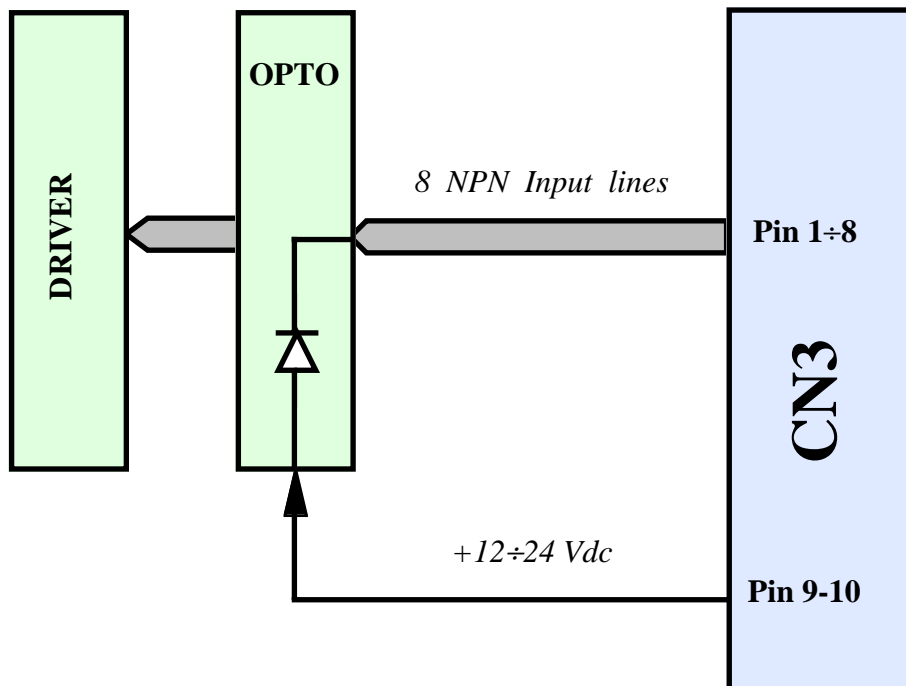 OPTO
DRIVER
8 NPN Input lines
Pin 1÷8
CN3
+12÷24 Vdc
Pin 9-10